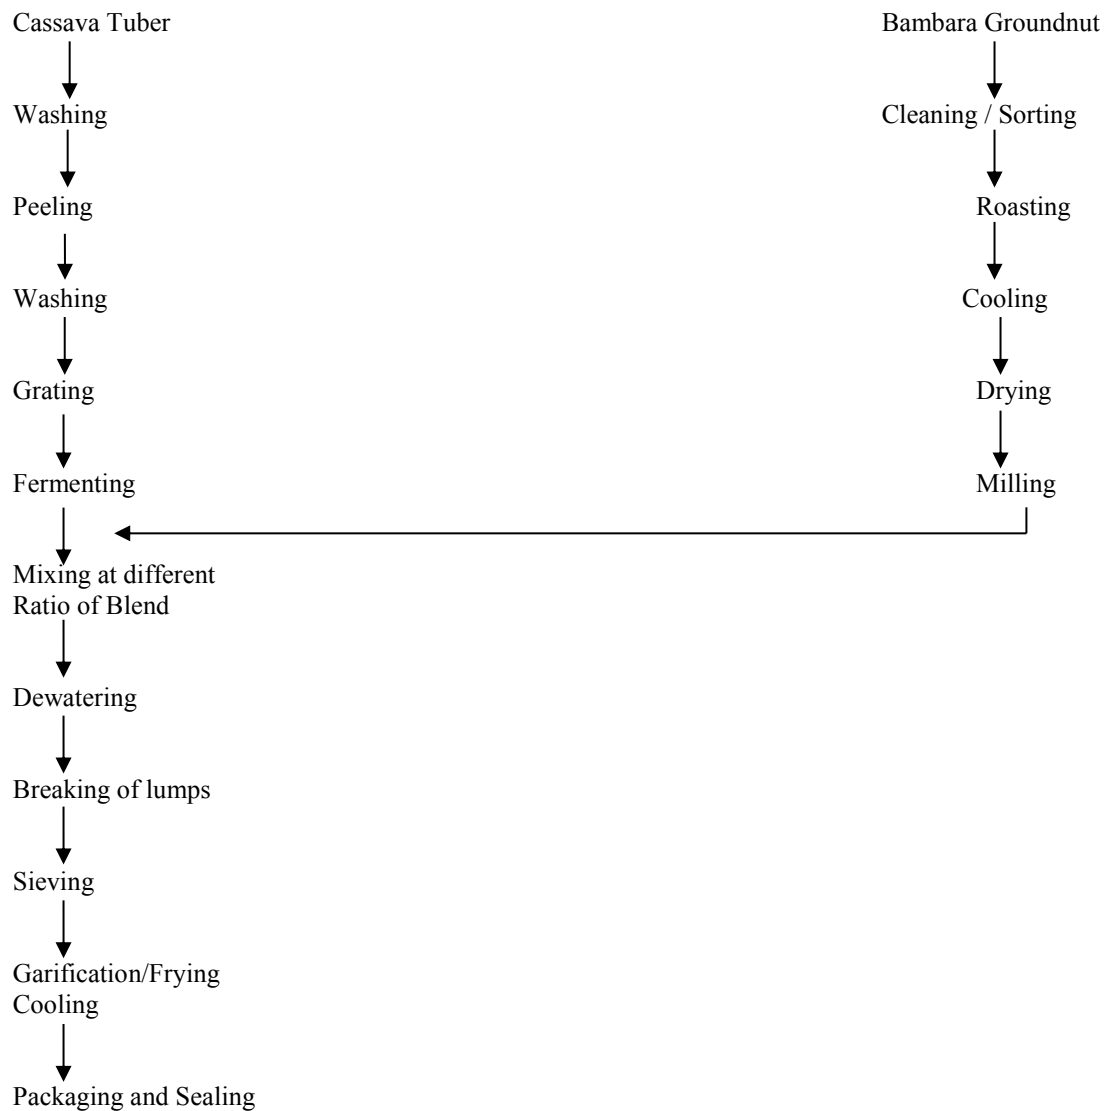 Cassava Tuber
Washing
Peeling
Washing
Grating
Fermenting
Bambara Groundnut
Cleaning / Sorting
Roasting
Cooling
Drying
Milling
Mixing at different
Ratio of Blend
Dewatering
Breaking of lumps
Sieving
Garification/Frying
Cooling
Packaging and Sealing